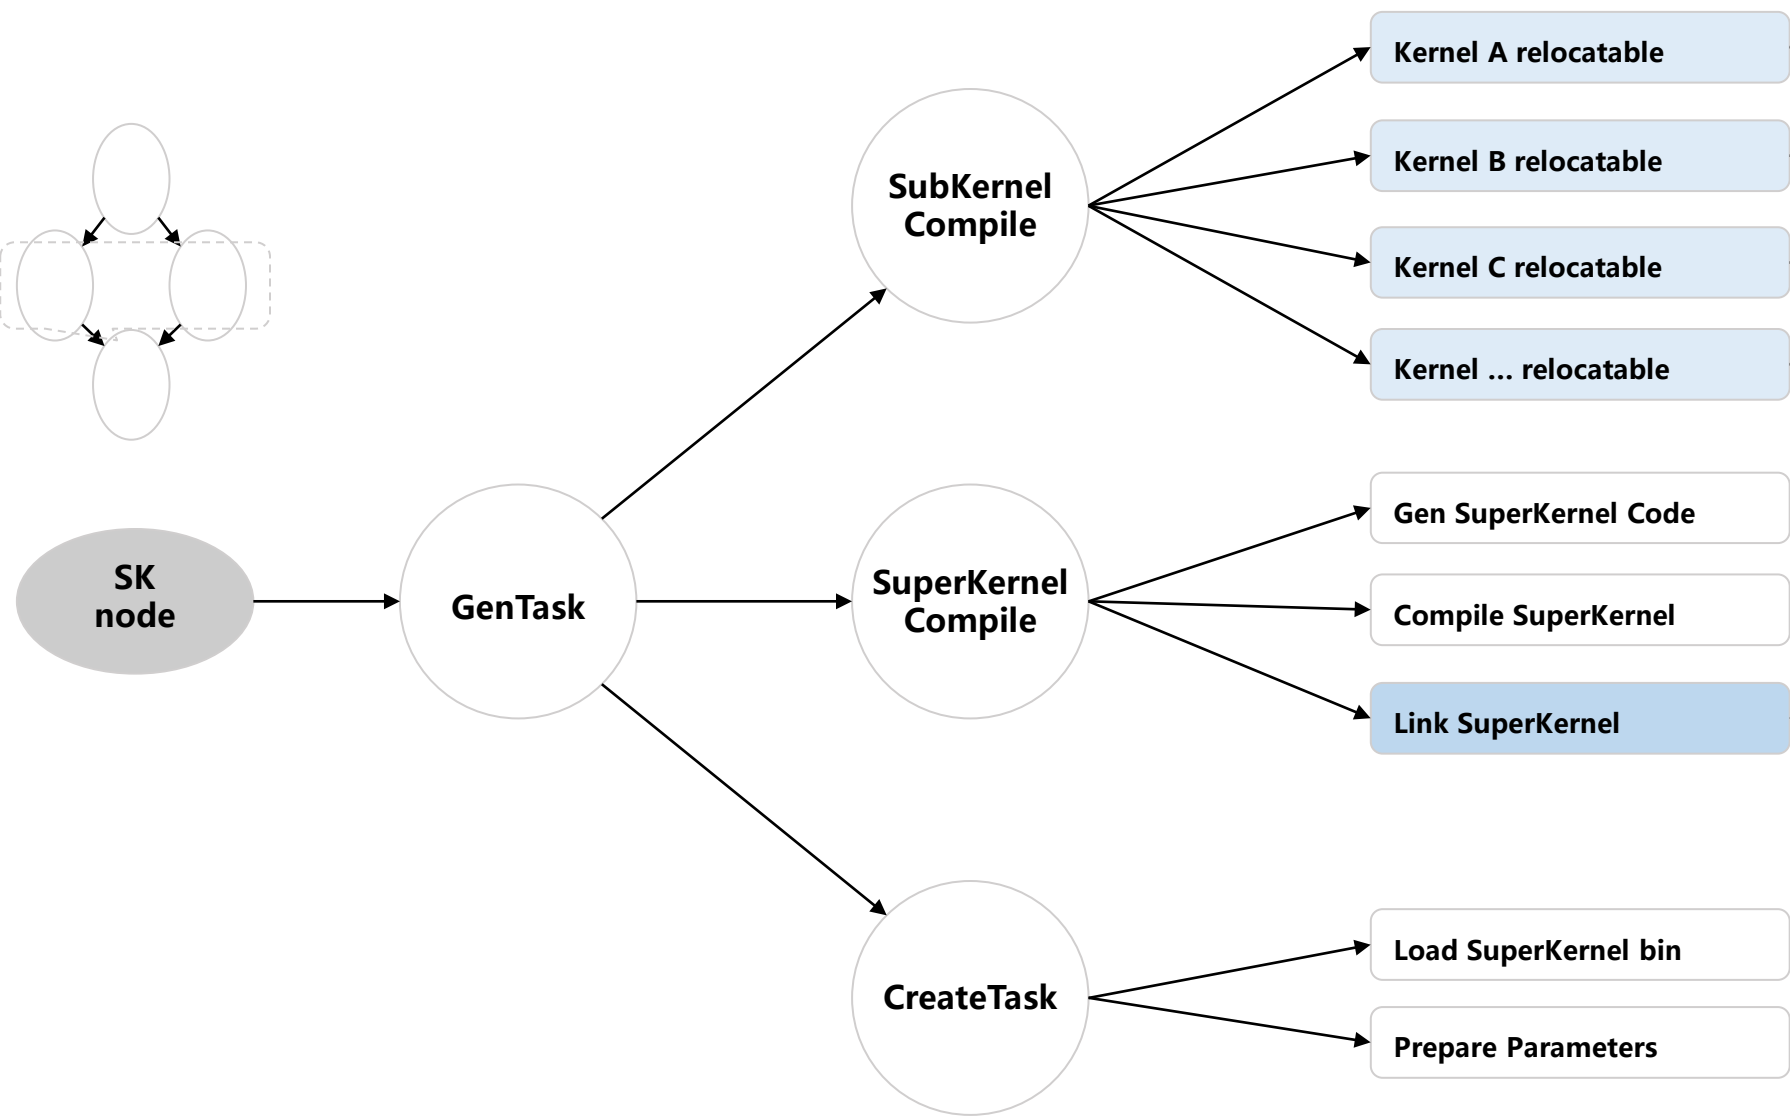 SK
node
GenTask
SubKernel
Compile
Kernel A relocatable
Kernel B relocatable
Kernel C relocatable
Kernel ... relocatable
SuperKernel
Compile
Gen SuperKernel Code
Compile SuperKernel
Link SuperKernel
CreateTask
Load SuperKernel bin
Prepare Parameters